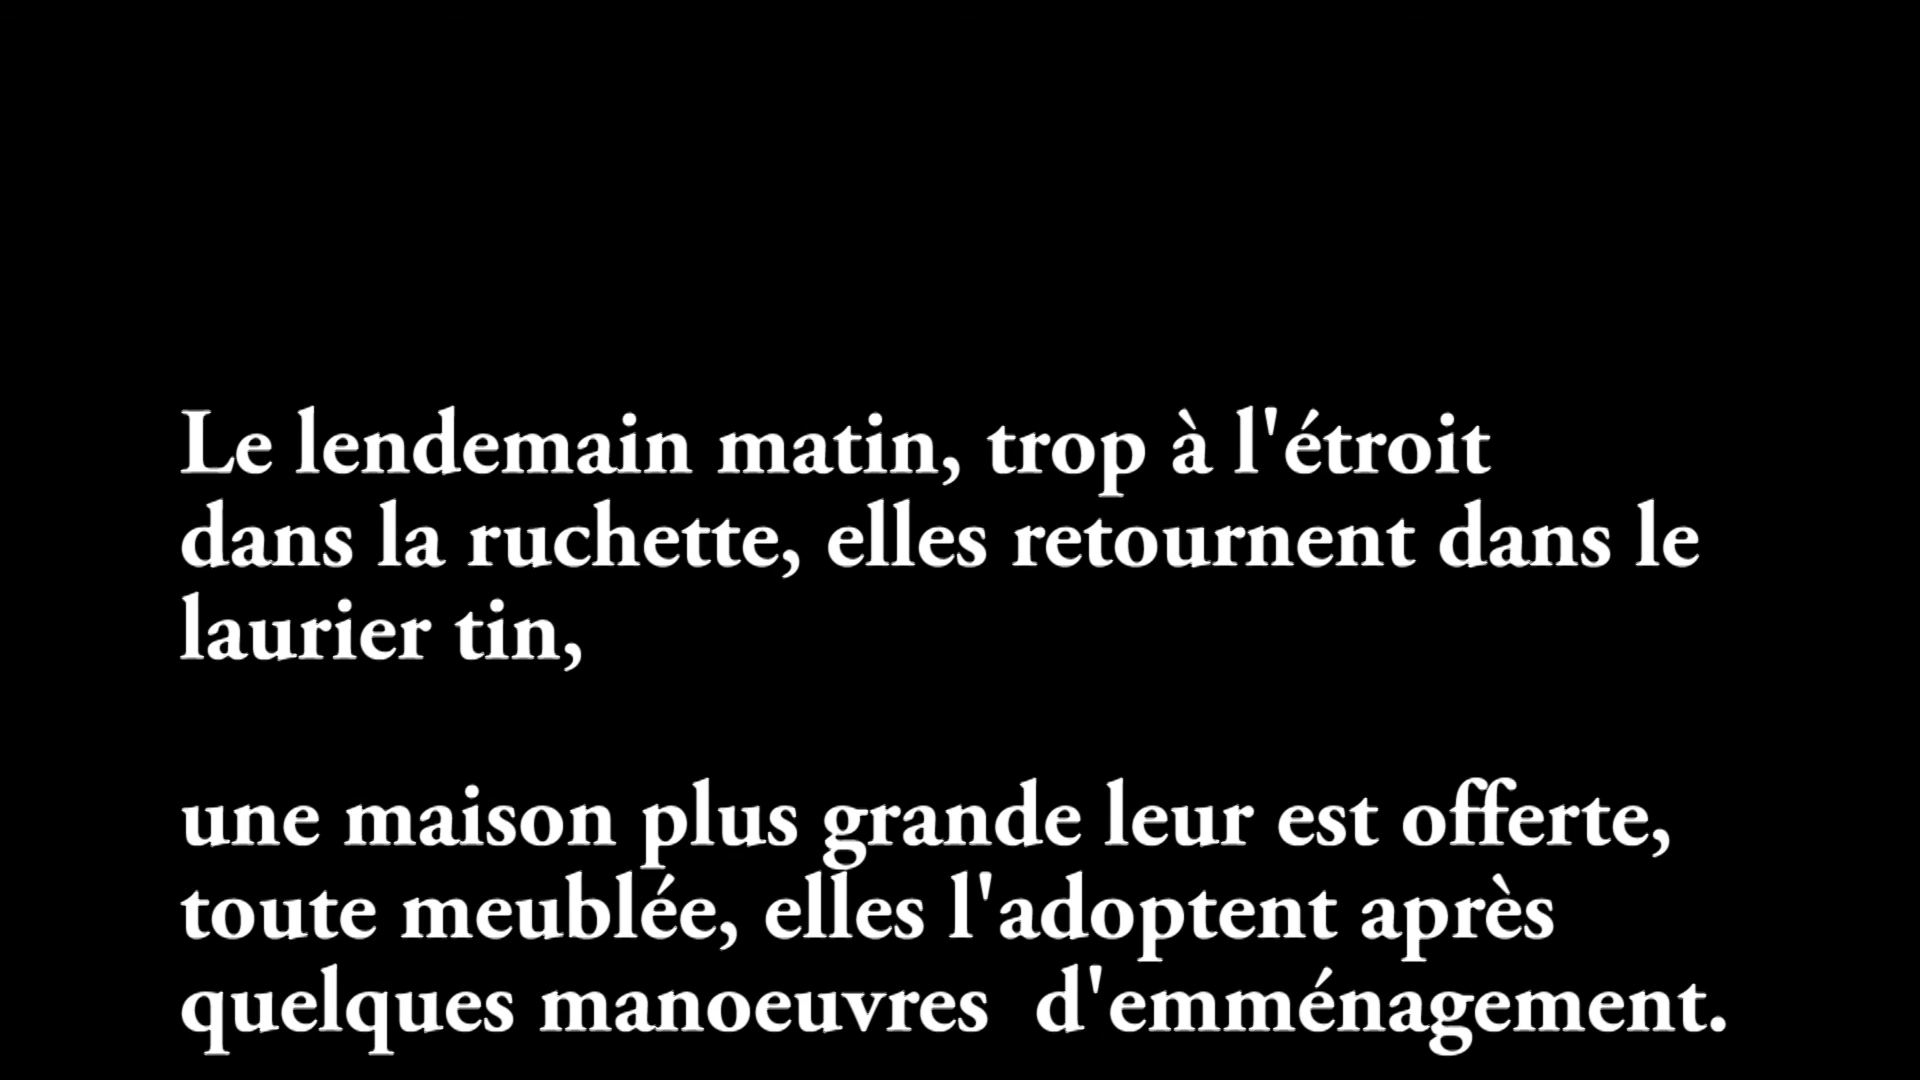 Le lendemain matin, trop à l'étroit
dans la ruchette, elles retournent dans le
laurier tin,
une maison plus grande leur est offerte,
toute meublée, elles l'adoptent après
quelques manoeuvres  d'emménagement.